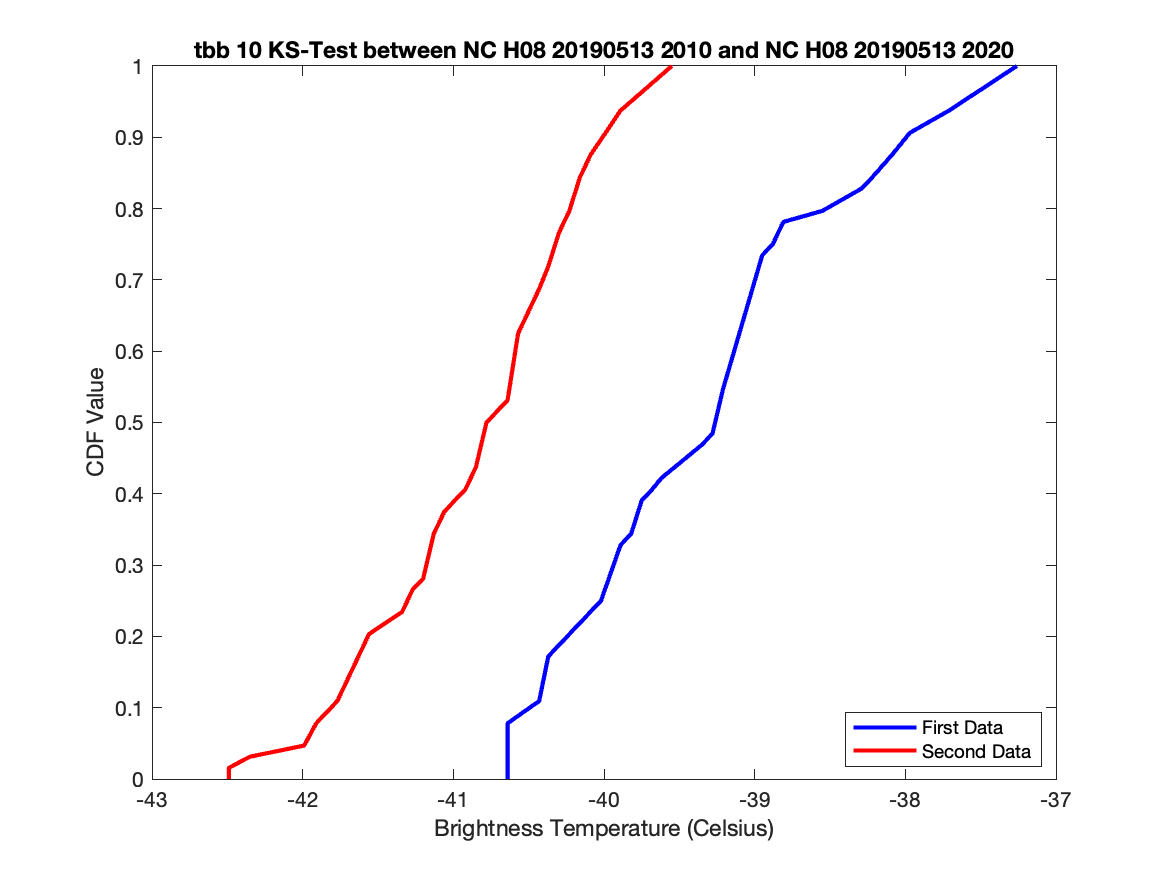 tbb 10 KS-Test between NC H08 20190513 2010 and NC H08 20190513 2020
1
0.9
0.8
0.7
0.6
0.5
0.4
0.3
0.2
0.1
0
CDF Value
First Data
Second Data
-43 -42 -41 -40 -39 -38 -37
Brightness Temperature (Celsius)